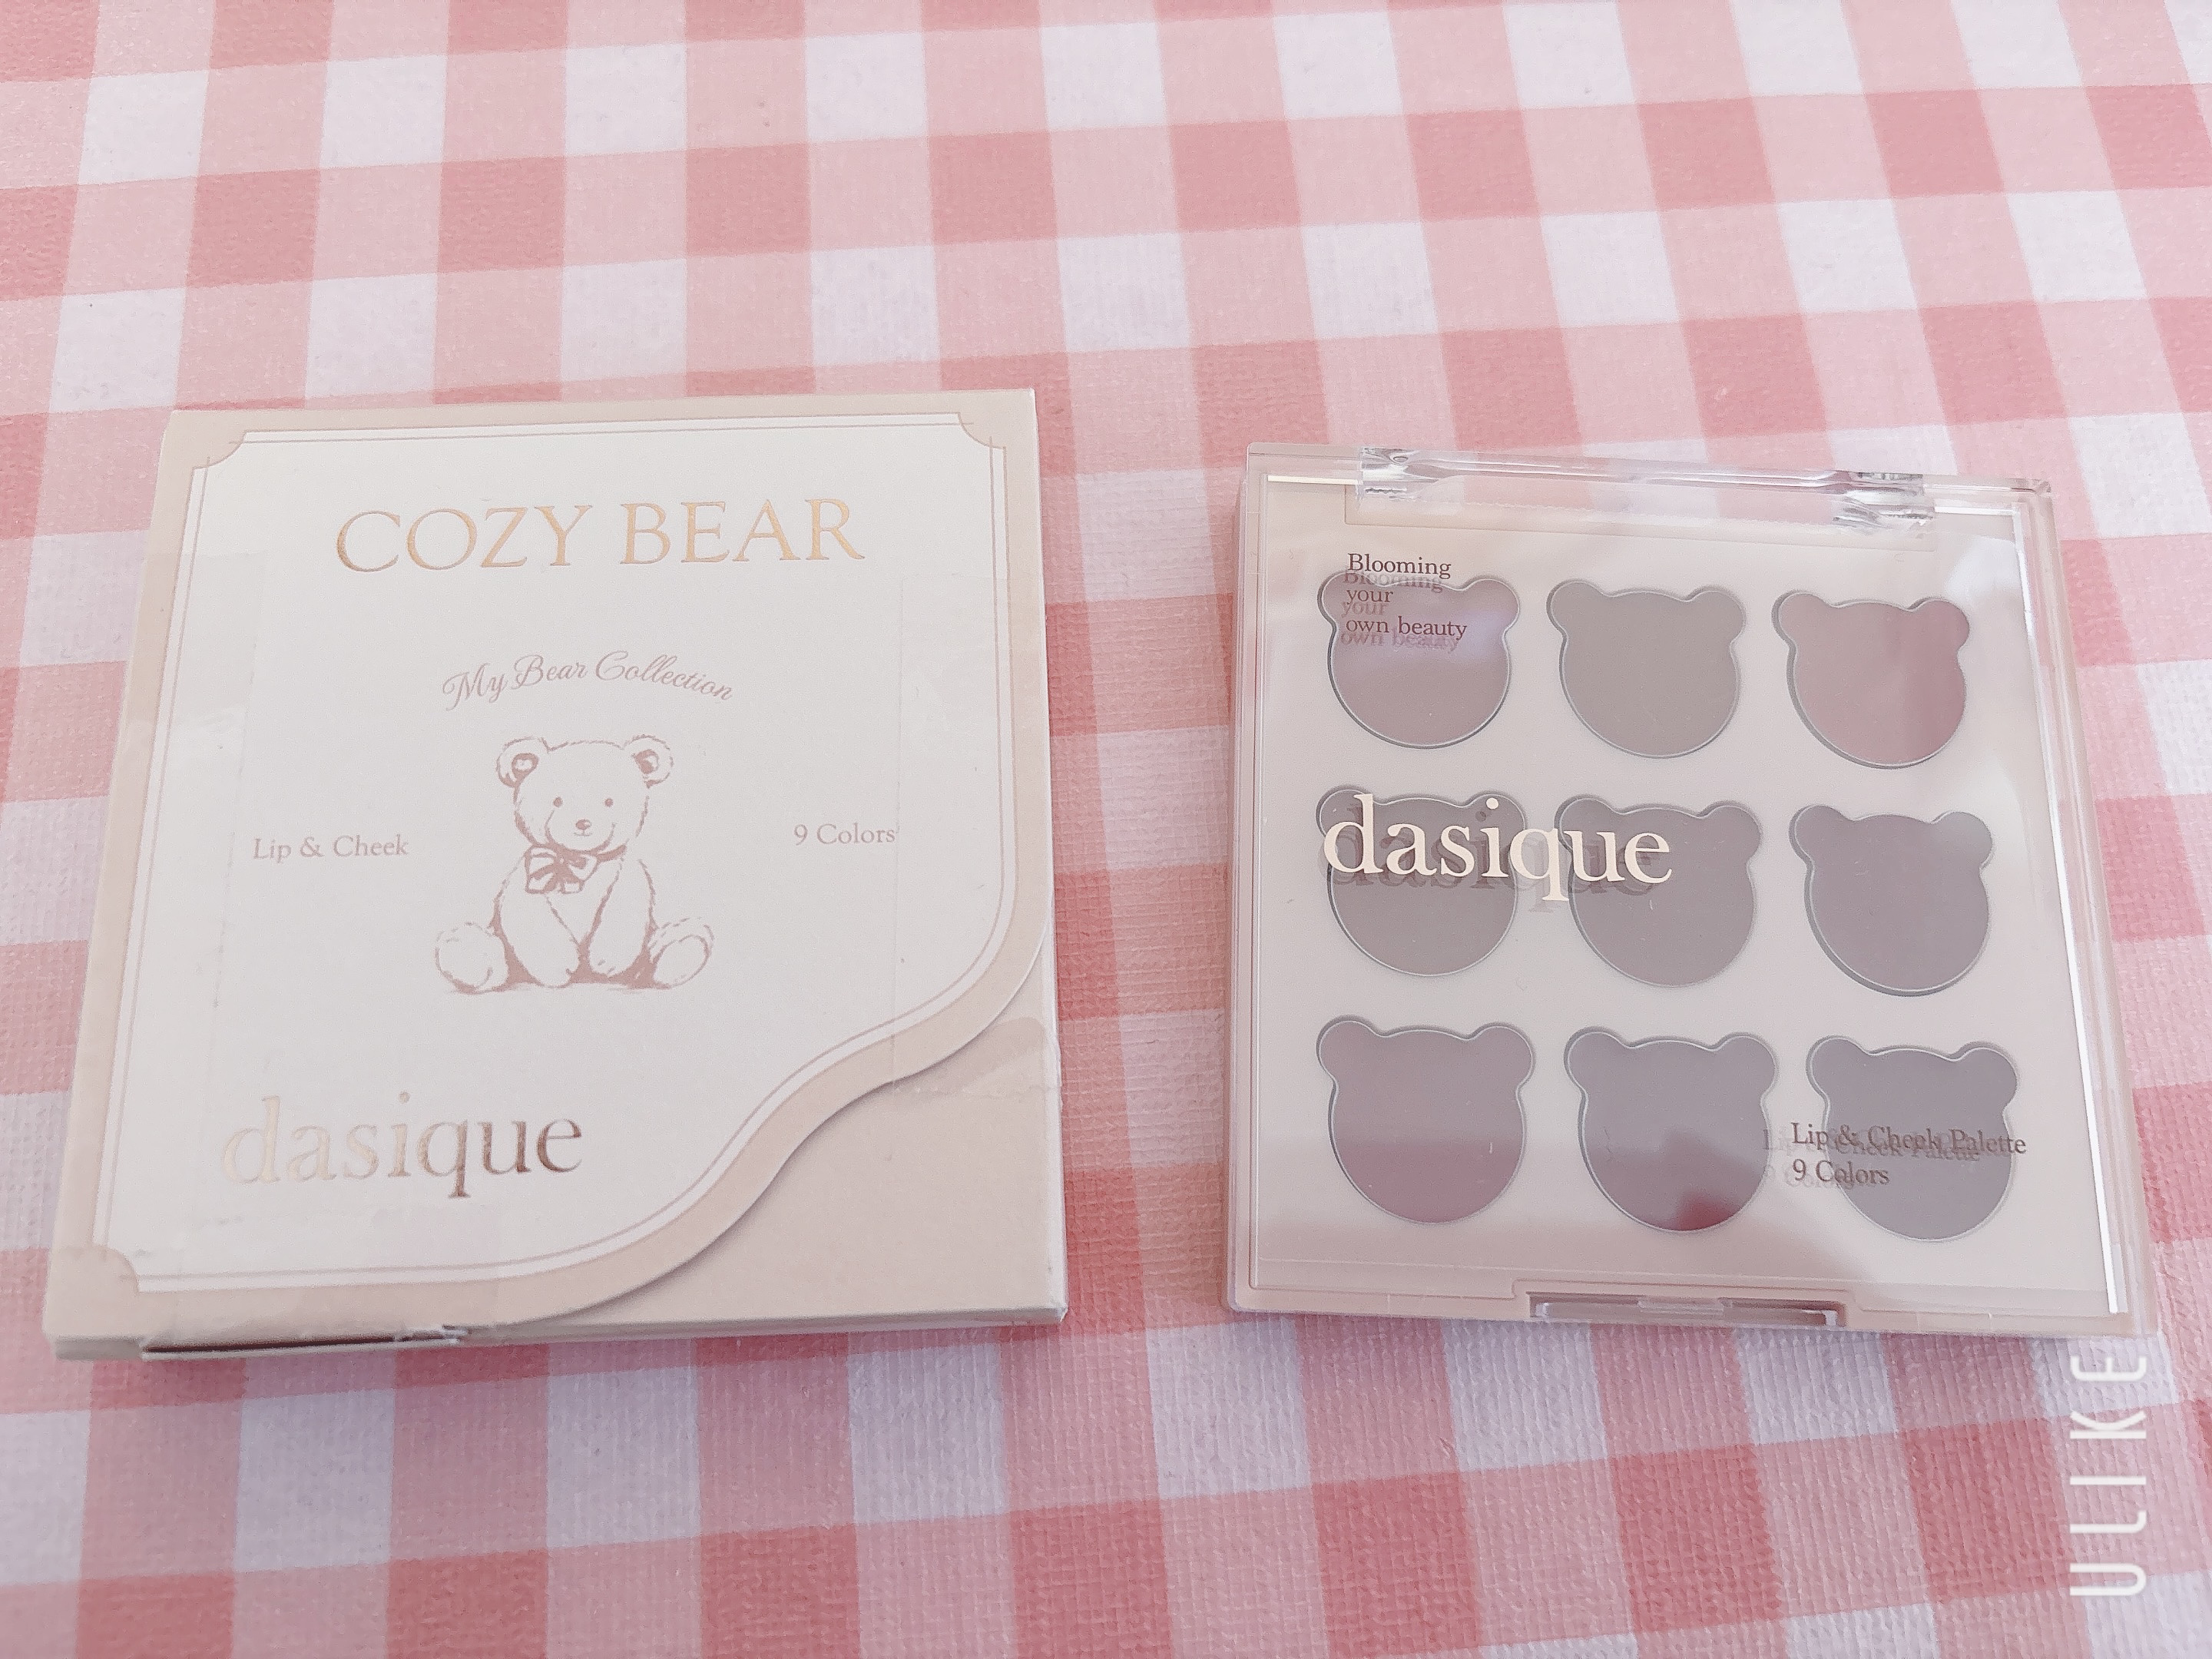 COZY BEAR
My Bear Collection
Lip & Cheek
9 Colors
dasique
Blooming
your
own beauty
dasique
Lip & Cheek Palette
9 Colors
ULIKE